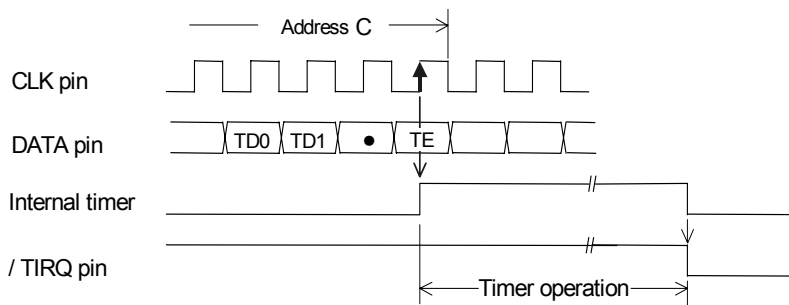 Address C
CLK pin
DATA pin
TD0 TD1 ● TE
Internal timer
/ TIRQ pin
Timer operation